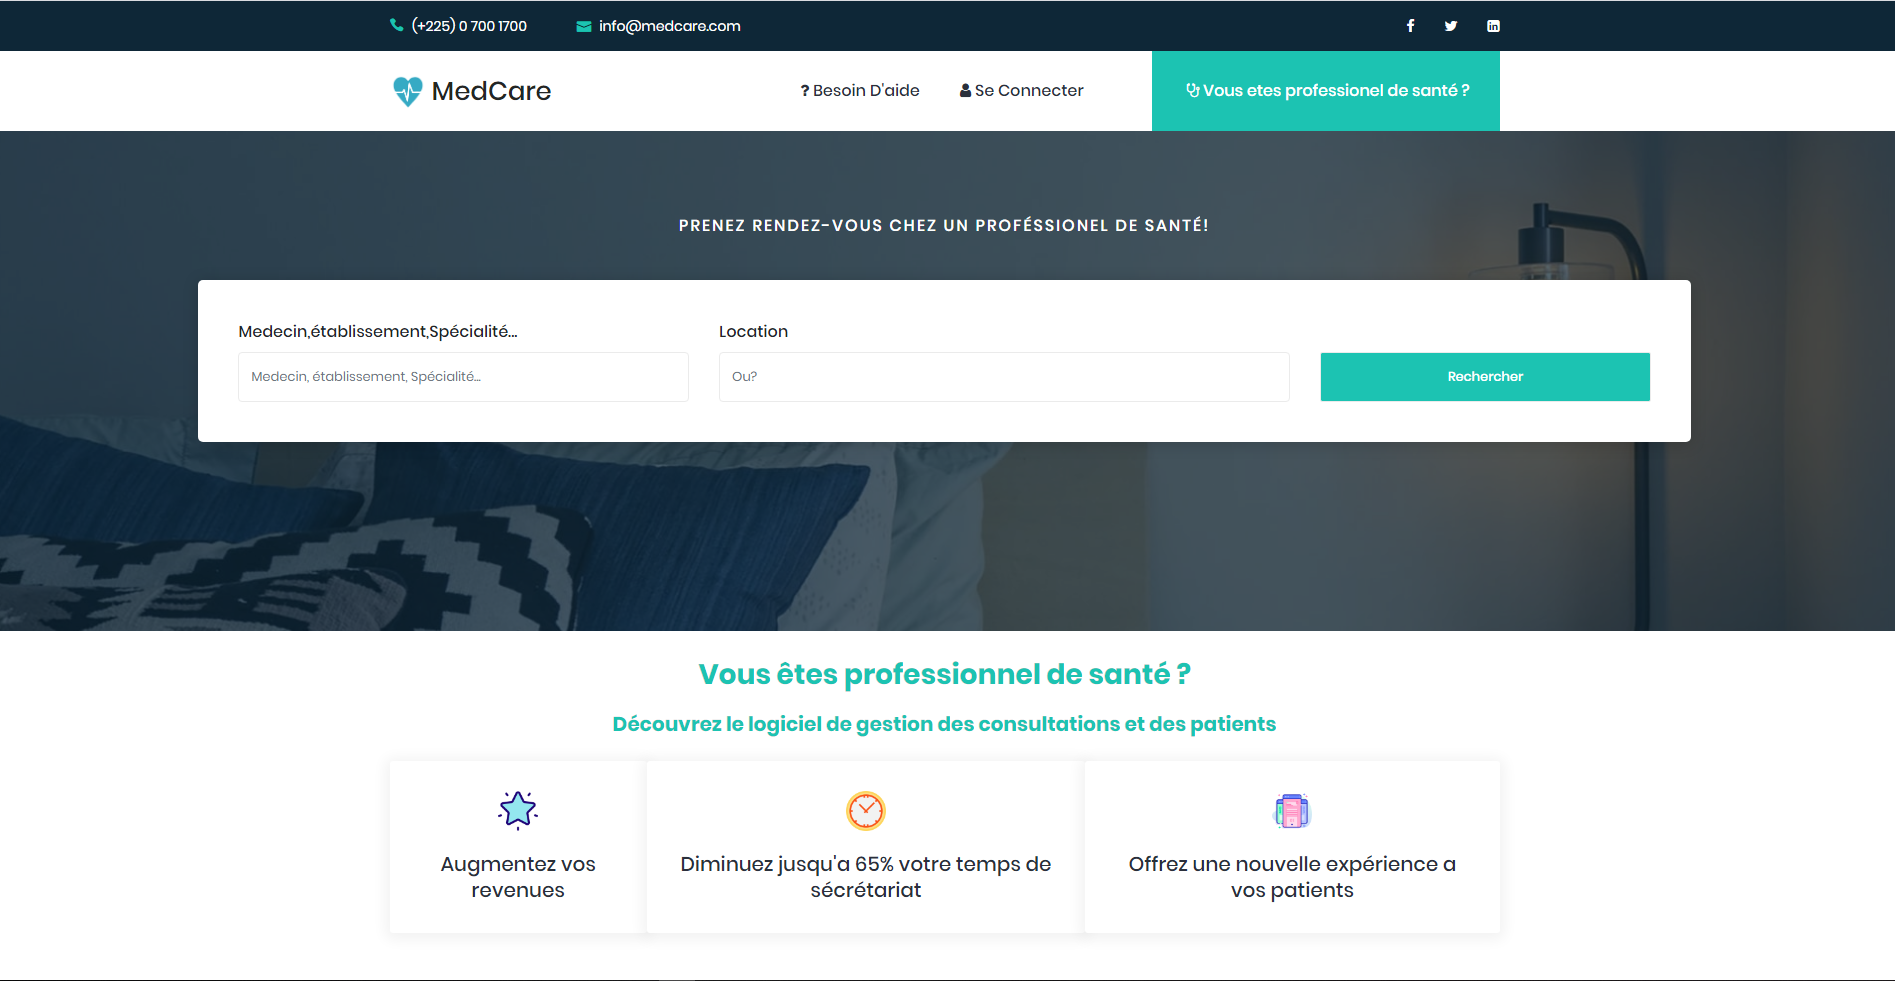 (+225) 0 700 1700
info@medcare.com
MedCare
? Besoin D'aide
Se Connecter
Vous etes professionel de santé ?
PRENEZ RENDEZ-VOUS CHEZ UN PROFÉSSIONEL DE SANTÉ!
Medecin,établissement,Spécialité...
Location
Medecin, établissement, Spécialité...
Ou?
Rechercher
Vous êtes professionnel de santé ?
Découvrez le logiciel de gestion des consultations et des patients
Augmentez vos
revenues
Diminuez jusqu'a 65% votre temps de
sécrétariat
Offrez une nouvelle expérience a
vos patients